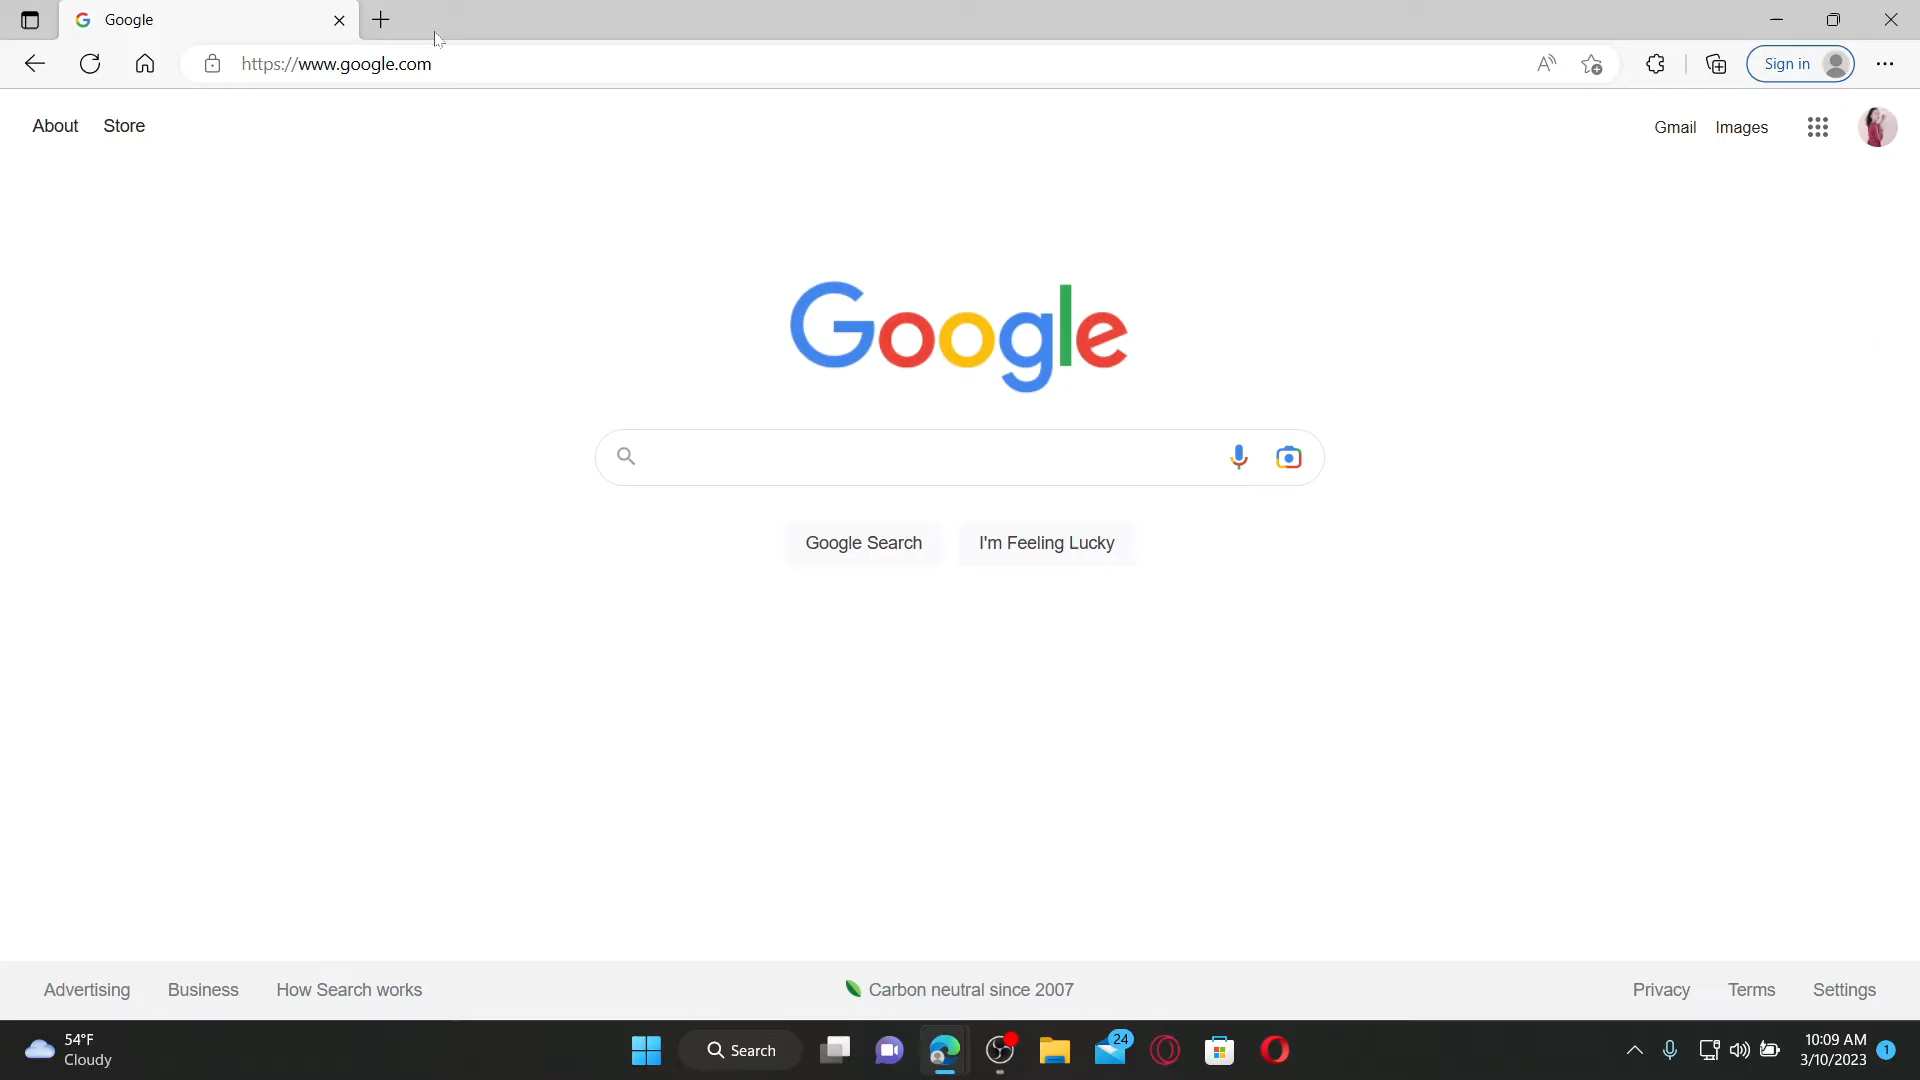 Google
https://www.google.com
Sign in
About Store
Gmail Images
Google
Google Search I'm Feeling Lucky
Advertising Business How Search works
Carbon neutral since 2007
Privacy Terms Settings
54°F
Cloudy
Search
24
10:09 AM
3/10/2023
1